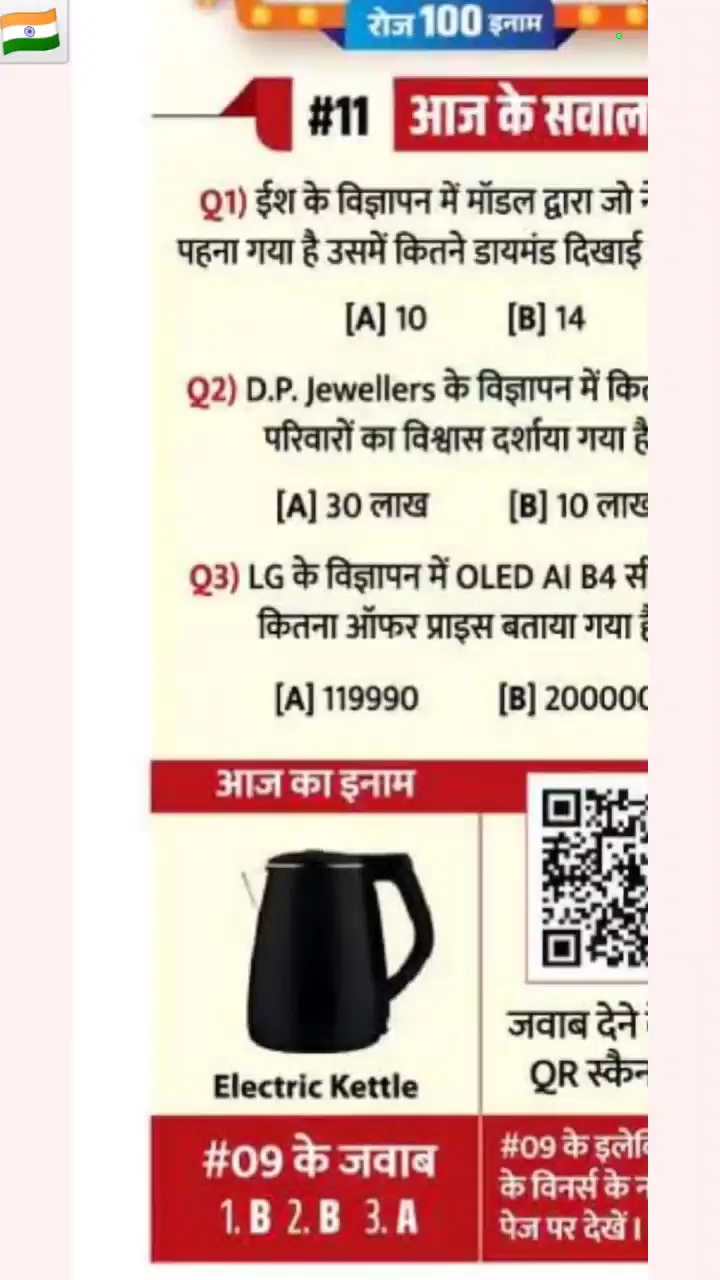 रोज 100 इनाम
#11 आज के सवाल
Q1) ईश के विज्ञापन में मॉडल द्वारा जो
पहना गया है उसमें कितने डायमंड दिखाई
[A] 10 [B] 14
Q2) D.P. Jewellers के विज्ञापन में
परिवारों का विश्वास दर्शाया गया है
[A] 30 लाख [B] 10 लाख
Q3) LG के विज्ञापन में OLED AI B4
कितना ऑफर प्राइस बताया गया है
[A] 119990 [B] 200000
आज का इनाम
Electric Kettle
जवाब देने
QR स्कैन
#09 के जवाब
1. B 2. B 3. A
#09 के
के विनर्स के
पेज पर देखें।